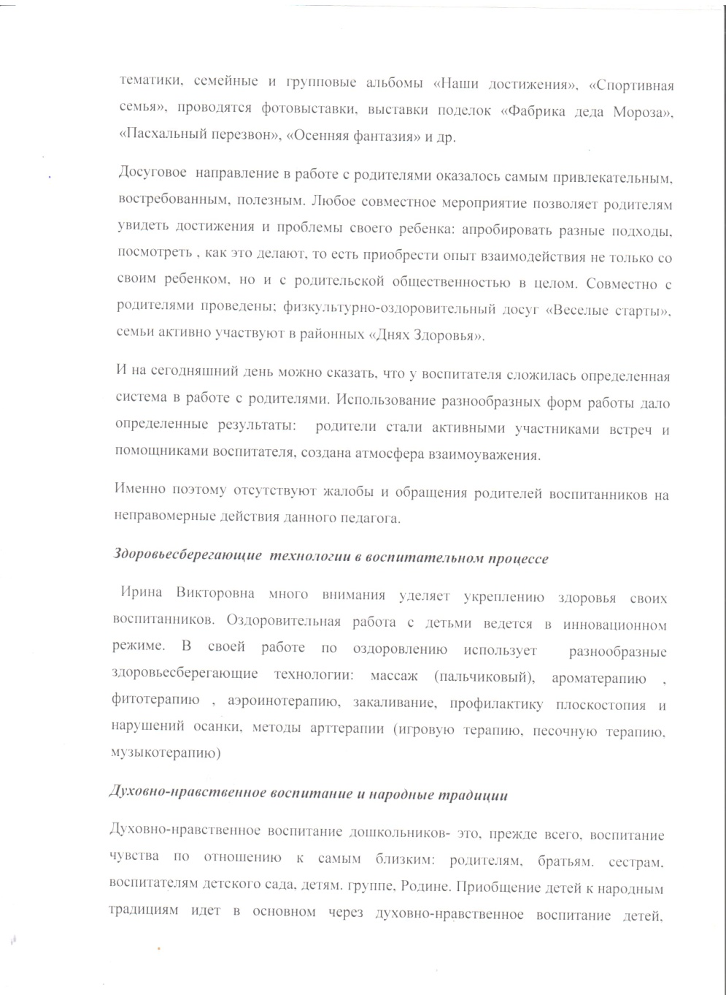 тематики, семейные и групповые альбомы «Наши достижения», «Спортивная
семья», проводятся фотовыставки, выставки поделок «Фабрика деда Мороза»,
«Пасхальный перезвон», «Осенняя фантазия» и др.
Досуговое направление в работе с родителями оказалось самым привлекательным,
востребованным, полезным. Любое совместное мероприятие позволяет родителям
увидеть достижения и проблемы своего ребенка: апробировать разные подходы,
посмотреть , как это делают, то есть приобрести опыт взаимодействия не только со
своим ребенком, но и с родительской общественностью в целом. Совместно с
родителями проведены; физкультурно-оздоровительный досуг «Веселые старты»,
семьи активно участвуют в районных «Днях Здоровья».
И на сегодняшний день можно сказать, что у воспитателя сложилась определенная
система в работе с родителями. Использование разнообразных форм работы дало
определенные результаты: родители стали активными участниками встреч и
помощниками воспитателя, создана атмосфера взаимоуважения.
Именно поэтому отсутствуют жалобы и обращения родителей воспитанников на
неправомерные действия данного педагога.
Здоровьесберегающие технологии в воспитательном процессе
Ирина Викторовна много внимания уделяет укреплению здоровья своих
воспитанников. Оздоровительная работа с детьми ведется в инновационном
режиме. В своей работе по оздоровлению использует разнообразные
здоровьесберегающие технологии: массаж (пальчиковый), ароматерапию ,
фитотерапию , аэроинотерапию, закаливание, профилактику плоскостопия и
нарушений осанки, методы арттерапии (игровую терапию, песочную терапию,
музыкотерапию)
Духовно-нравственное воспитание и народные традиции
Духовно-нравственное воспитание дошкольников- это, прежде всего, воспитание
чувства по отношению к самым близким: родителям, братьям. сестрам.
воспитателям детского сада, детям. группе, Родине. Приобщение детей к народным
традициям идет в основном через духовно-нравственное воспитание детей,